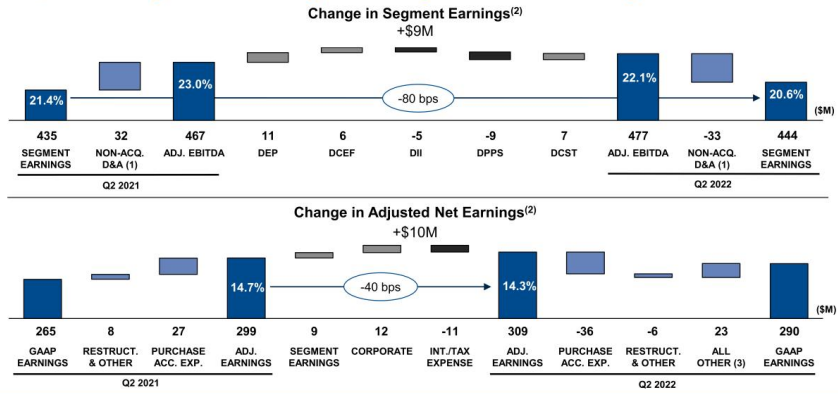 Change in Segment Earnings(2)
+$9M
21.4%
23.0%
-80 bps
22.1%
20.6%
($M)
435 32 467 11 6 -5 -9 7 477 -33 444
SEGMENT NON-ACQ. ADJ. EBITDA DEP DCEF DII DPPS DCST ADJ. EBITDA NON-ACQ. SEGMENT
EARNINGS D&A (1) D&A (1) EARNINGS
Q2 2021 Q2 2022
Change in Adjusted Net Earnings(2)
+$10M
14.7%
-40 bps
14.3%
($M)
265 8 27 299 9 12 -11 309 -36 -6 23 290
GAAP RESTRUCT. PURCHASE ADJ. SEGMENT CORPORATE INT./TAX ADJ. PURCHASE RESTRUCT. ALL GAAP
EARNINGS & OTHER ACC. EXP. EARNINGS EARNINGS EXPENSE EARNINGS ACC. EXP. & OTHER OTHER (3) EARNINGS
Q2 2021 Q2 2022